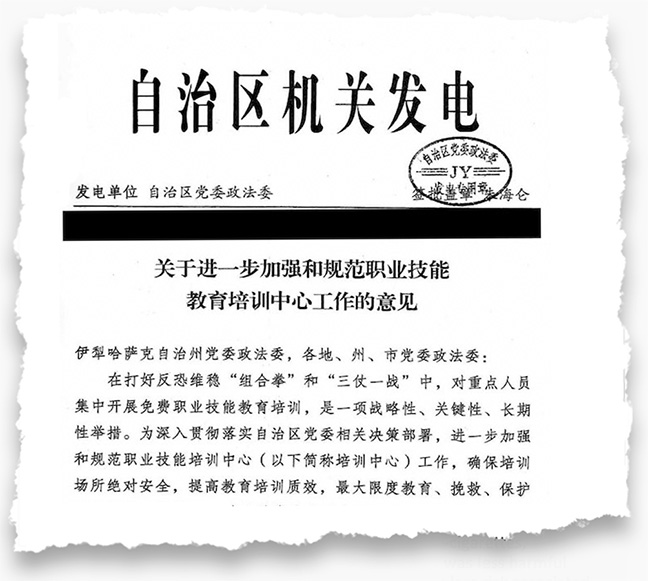 自治区机关发电
自治区党委政法委
JY
发电单位 自治区党委政法委
签批盖章 朱海仑
关于进一步加强和规范职业技能
教育培训中心工作的意见
伊犁哈萨克自治州党委政法委，各地、州、市党委政法委：
在打好反恐维稳“组合拳”和“三仗一战”中，对重点人员
集中开展免费职业技能教育培训，是一项战略性、关键性、长期
性举措。为深入贯彻落实自治区党委相关决策部署，进一步加强
和规范职业技能培训中心（以下简称培训中心）工作，确保培训
场所绝对安全，提高教育培训质效，最大限度教育、挽救、保护